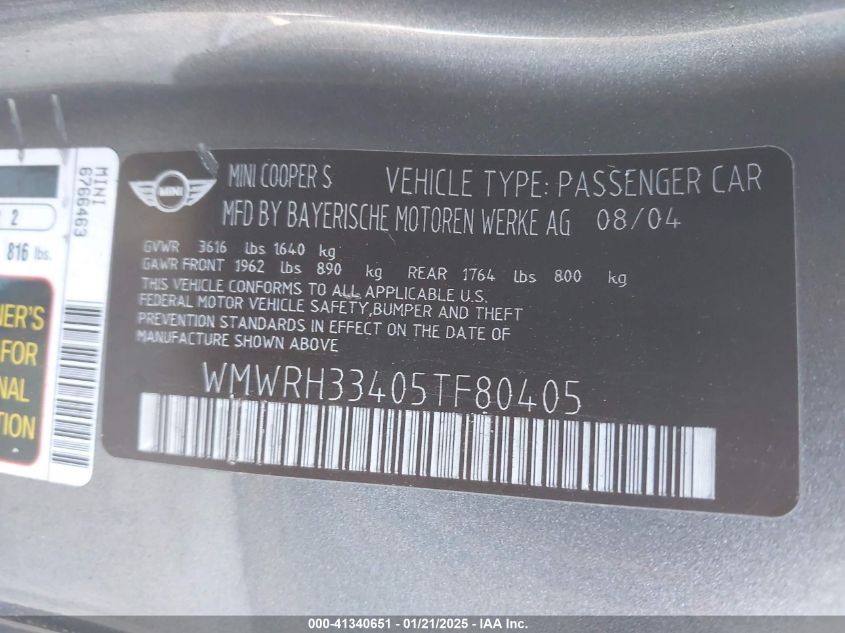 MINI
MINI COOPER S VEHICLE TYPE: PASSENGER CAR
MFD BY BAYERISCHE MOTOREN WERKE AG 08/04
GVWR 3616 lbs 1640 kg
GAWR FRONT 1962 lbs 890 kg REAR 1764 lbs 800 kg
THIS VEHICLE CONFORMS TO ALL APPLICABLE U.S.
FEDERAL MOTOR VEHICLE SAFETY,BUMPER AND THEFT
PREVENTION STANDARDS IN EFFECT ON THE DATE OF
MANUFACTURE SHOWN ABOVE
WMWRH33405TF80405
MINI
6766463
2
816 lbs.
NER'S
FOR
NAL
TION
000-41340651 / 01/21/2025 - IAA Inc.